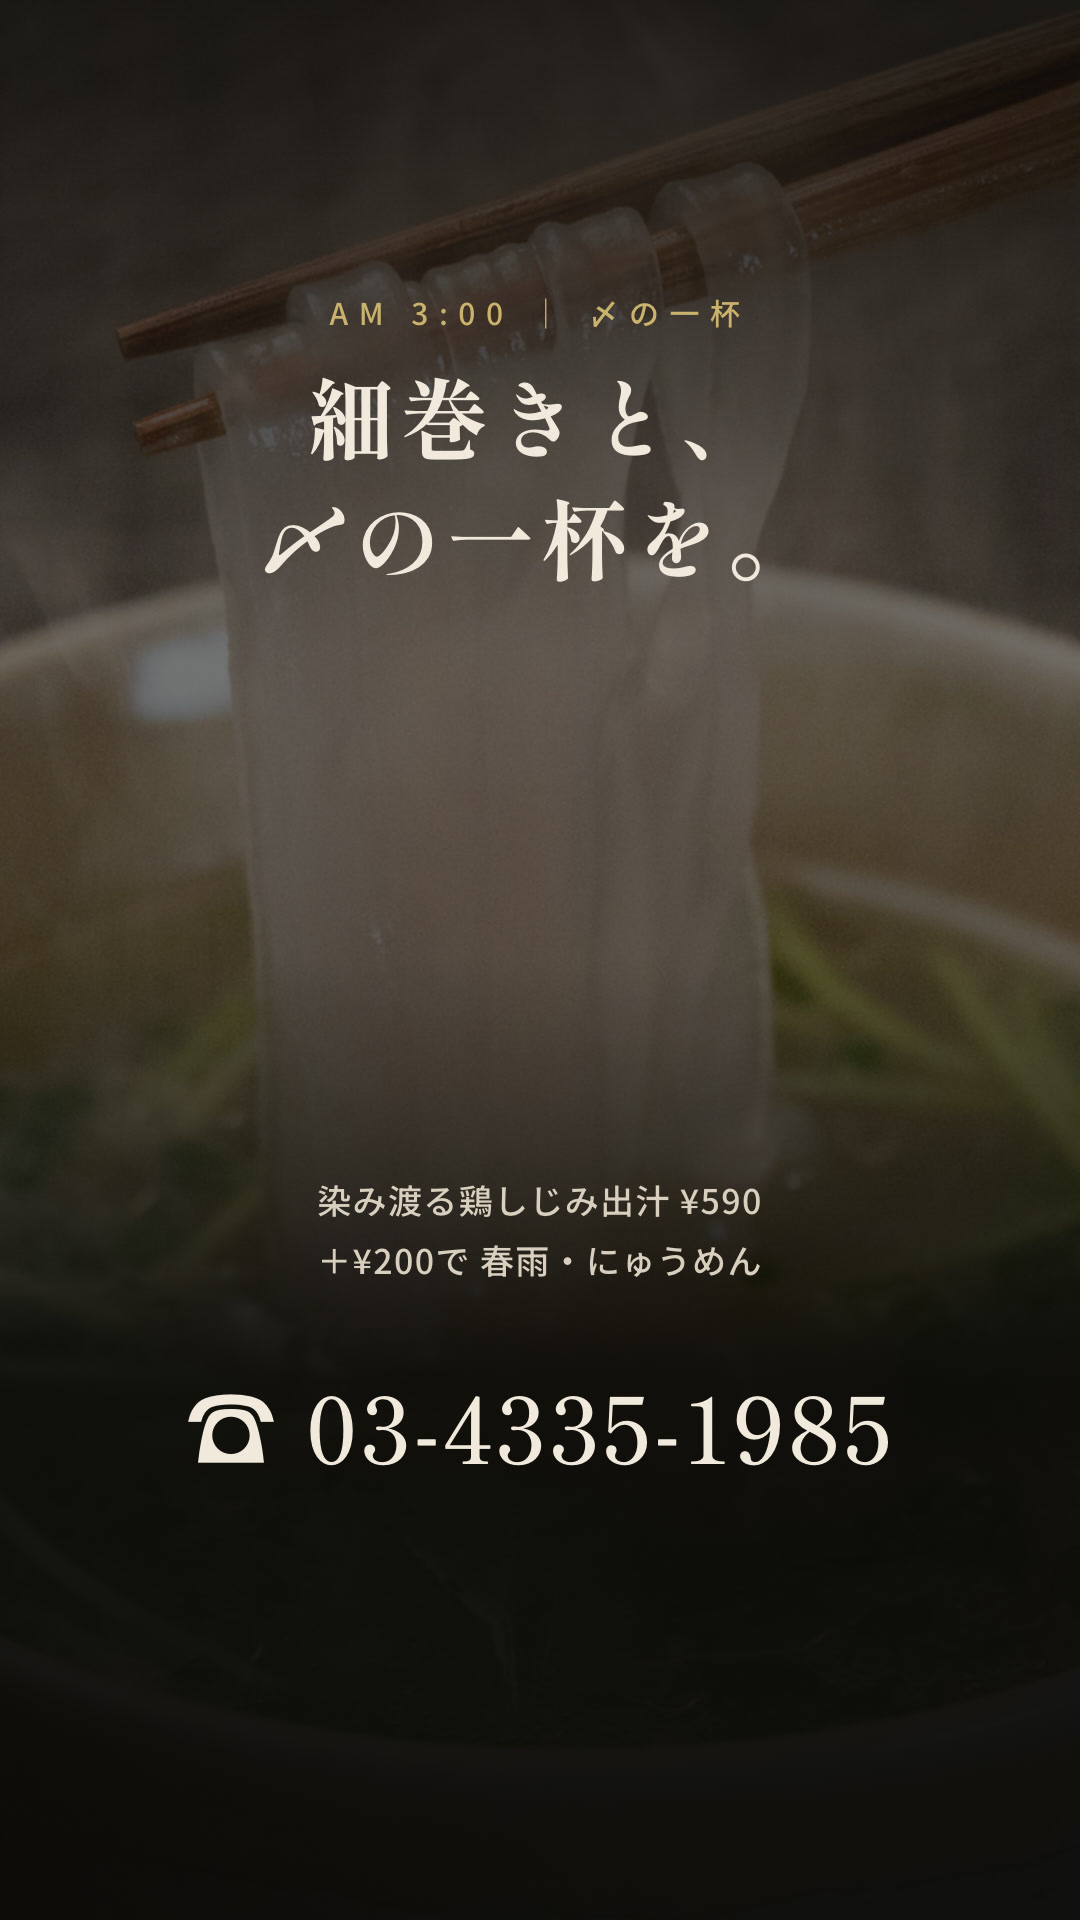 AM 3:00 ｜ 〆の一杯
細巻きと、
〆の一杯を。
染み渡る鶏しじみ出汁 ¥590
＋¥200で 春雨・にゅうめん
☎ 03-4335-1985